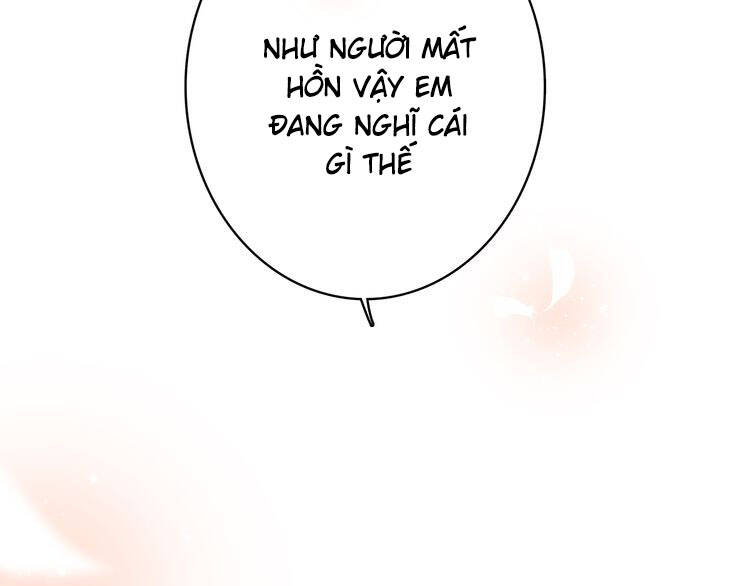 NHƯ NGƯỜI MẤT
HỒN VẬY EM
ĐANG NGHĨ CÁI
GÌ THẾ